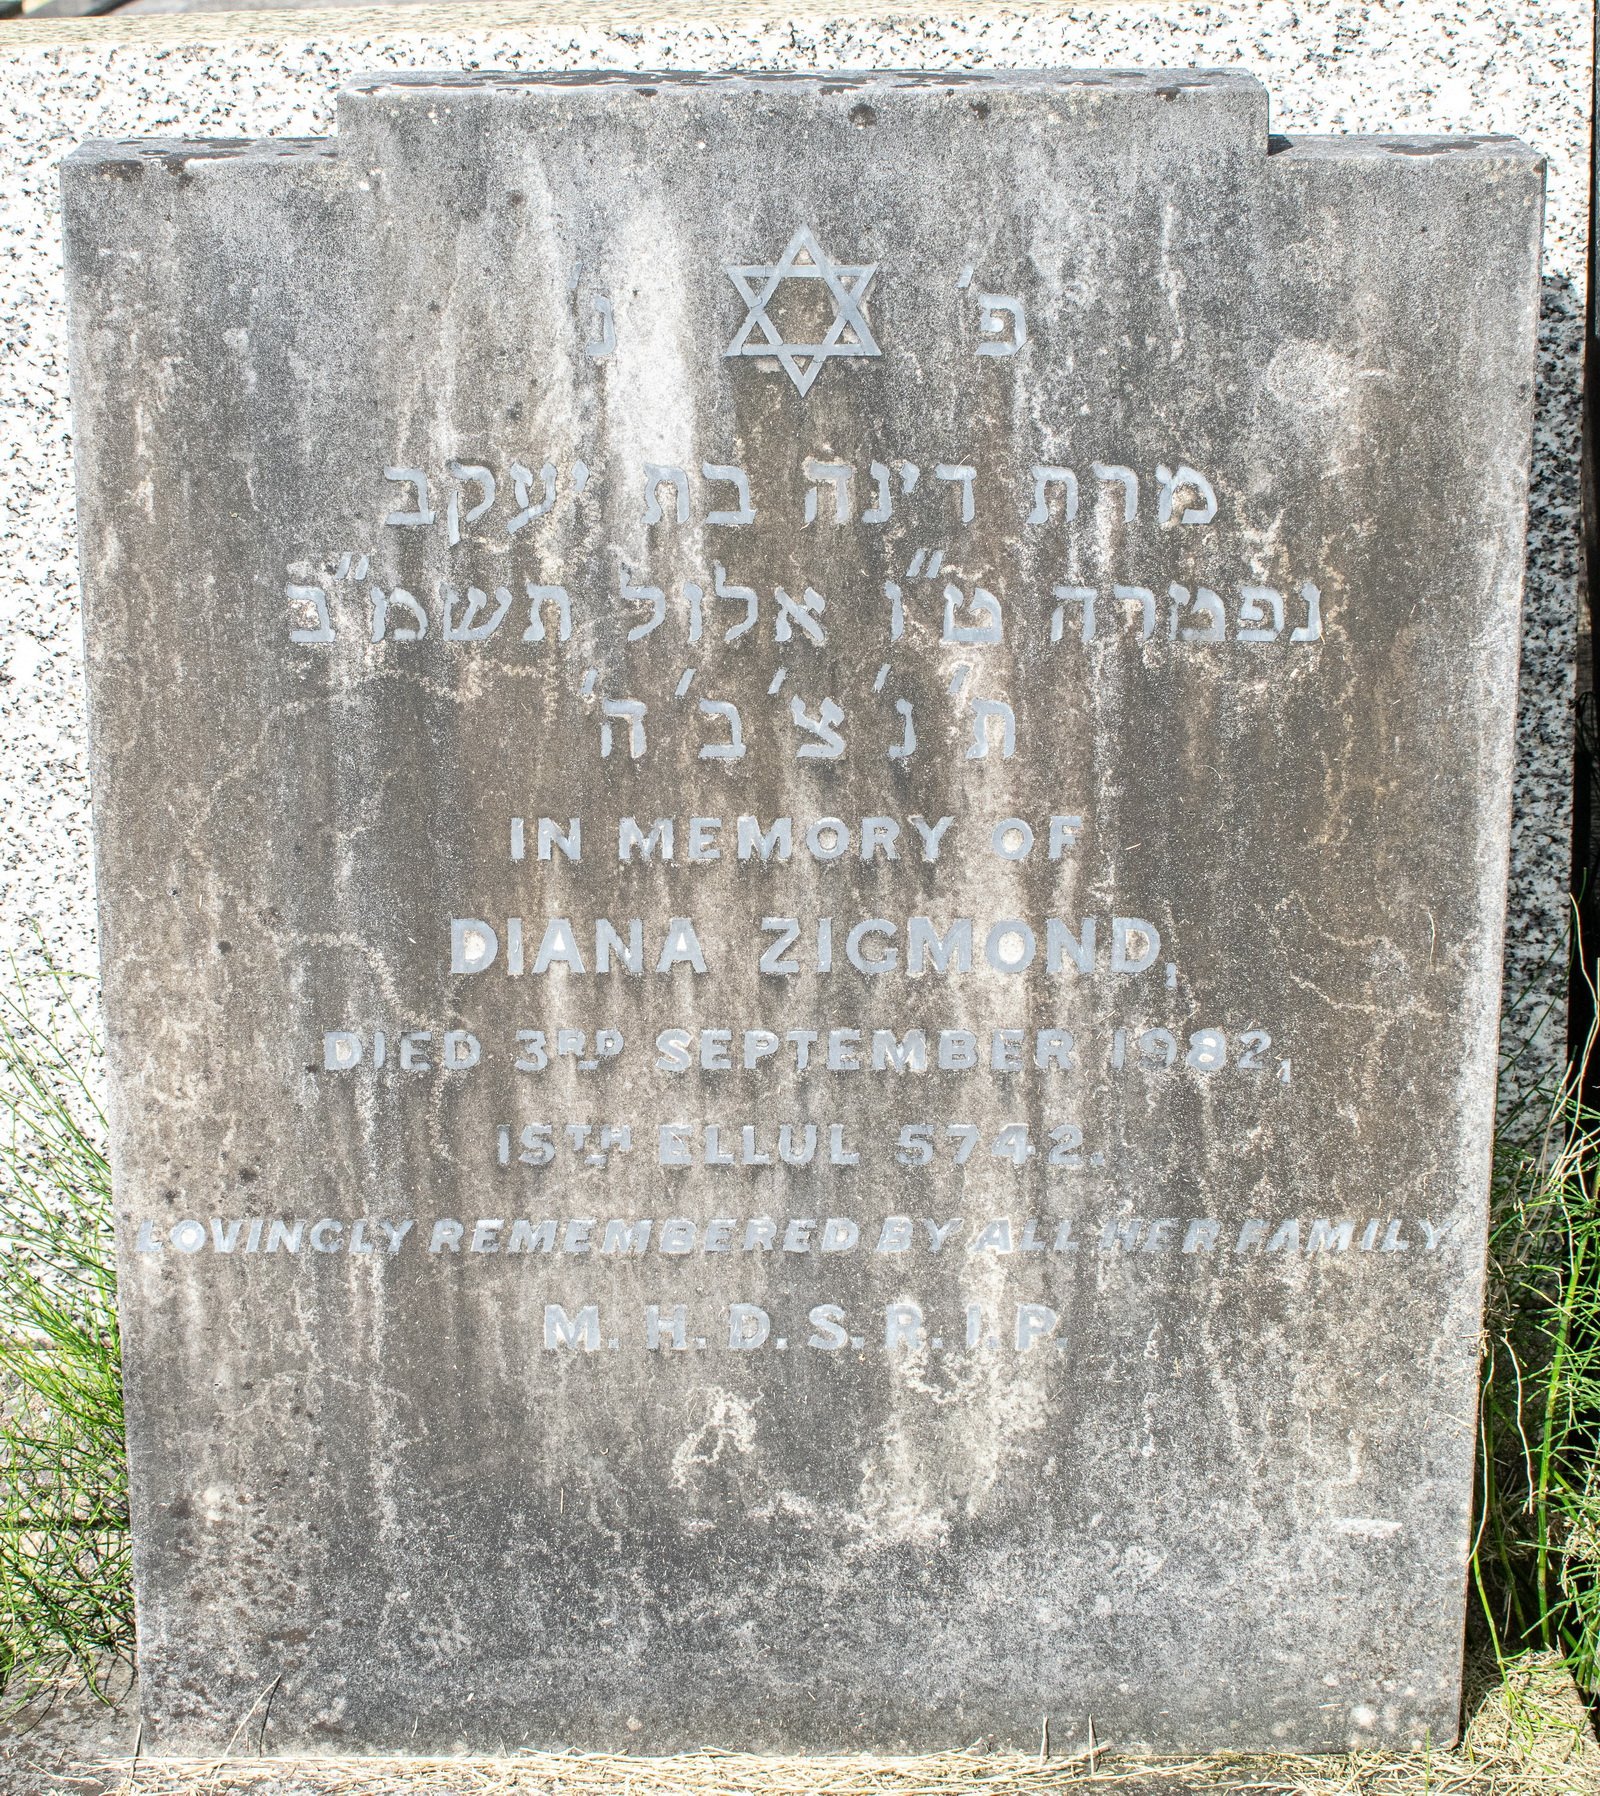 פ' נ'
מרת דינה בת יעקב
נפטרה ט"ו אלול תשמ"ב
ת' נ' צ' ב' ה'
IN MEMORY OF
DIANA ZIGMOND,
DIED 3RD SEPTEMBER 1982,
15TH ELLUL 5742.
LOVINGLY REMEMBERED BY ALL HER FAMILY
M.H.D.S.R.I.P.